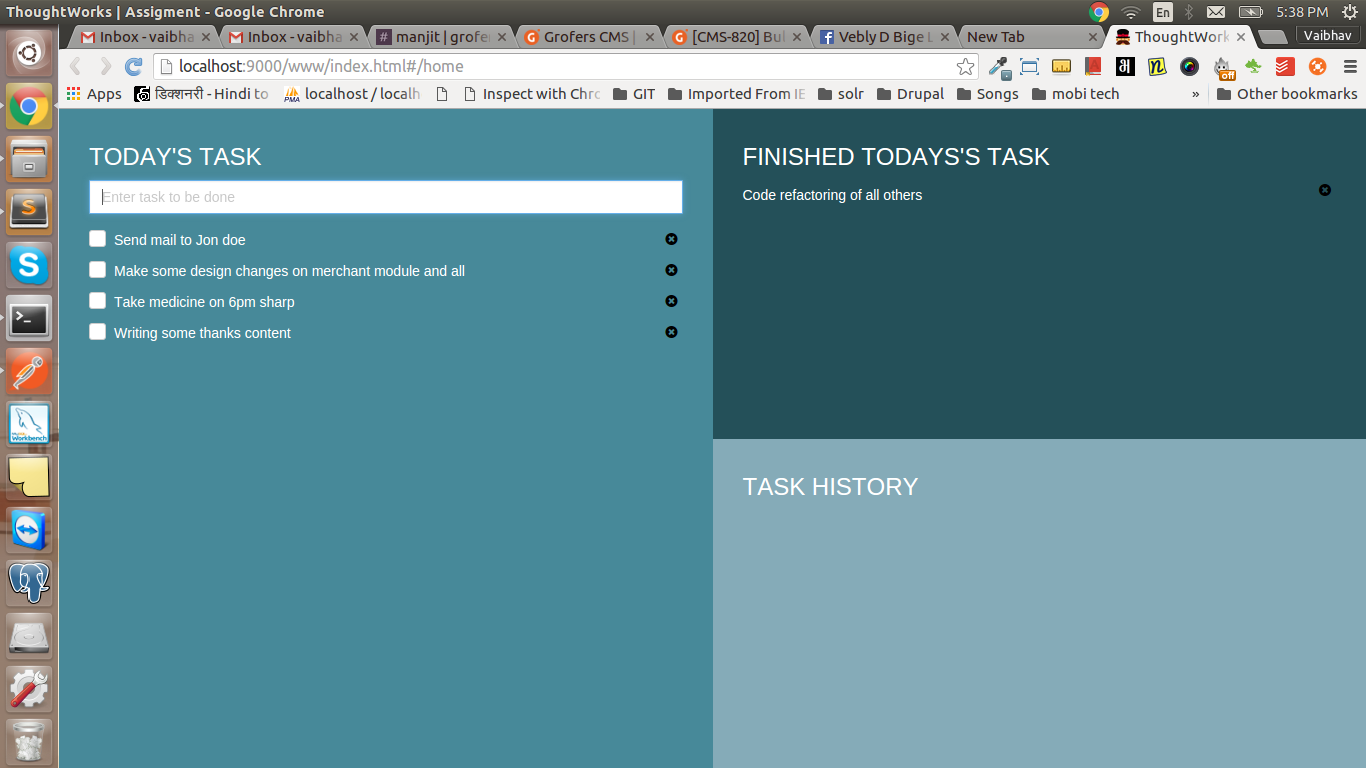 ThoughtWorks | Assigment - Google Chrome
En
5:38 PM
Inbox - vaibha
Inbox - vaibha
manjit | grofer
Grofers CMS |
[CMS-820] Bul
Vebly D Bige L
New Tab
ThoughtWork
Vaibhav
localhost:9000/www/index.html#/home
off
Apps
डिक्शनरी - Hindi to
localhost / localh
Inspect with Chro
GIT
Imported From IE
solr
Drupal
Songs
mobi tech
»
Other bookmarks
TODAY'S TASK
Enter task to be done
Send mail to Jon doe
Make some design changes on merchant module and all
Take medicine on 6pm sharp
Writing some thanks content
FINISHED TODAYS'S TASK
Code refactoring of all others
TASK HISTORY